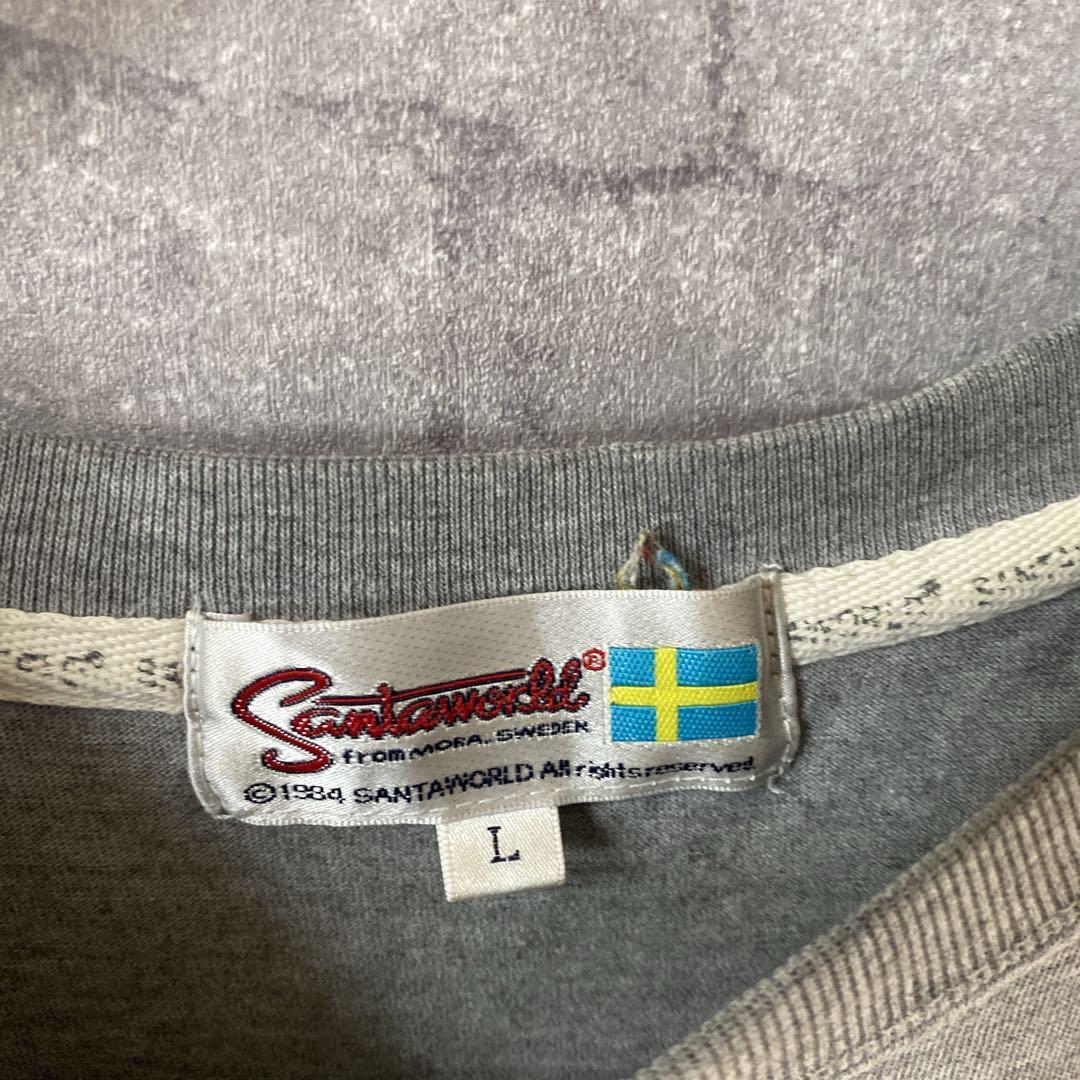 Santaworld®
from MORA, SWEDEN
©1984 SANTAWORLD All rights reserved
L